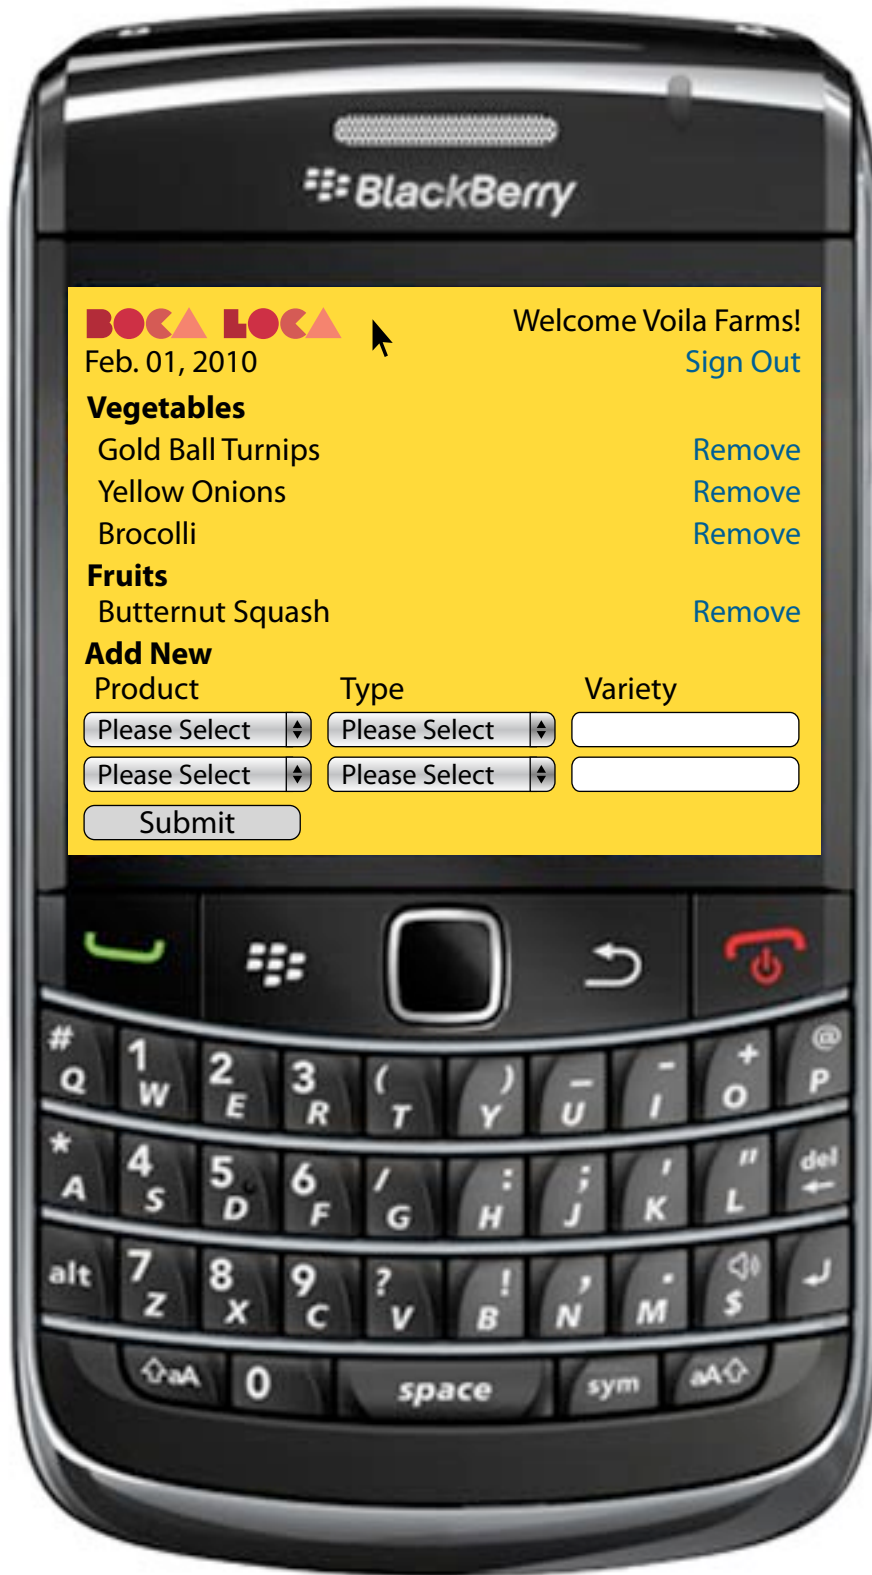 BlackBerry
BOCA LOCA Welcome Voila Farms!
Feb. 01, 2010 Sign Out
Vegetables
Gold Ball Turnips Remove
Yellow Onions Remove
Brocolli Remove
Fruits
Butternut Squash Remove
Add New
Product Type Variety
Please Select Please Select
Please Select Please Select
Submit
# 1 2 3 ( ) _ - + @
Q W E R T Y U I O P
* 4 5 6 / : ; ' " del
A S D F G H J K L
alt 7 8 9 ? ! , .
Z X C V B N M $
aA 0 space sym aA